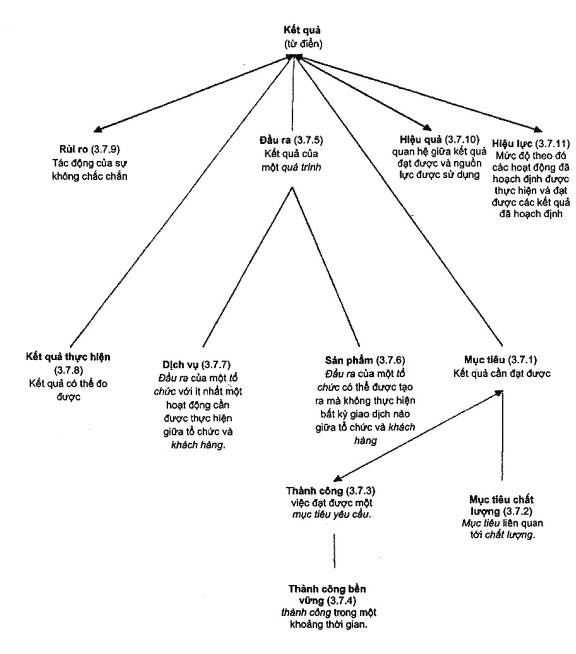 Kết quả
(từ điển)
Rủi ro (3.7.9)
Tác động của sự
không chắc chắn
Đầu ra (3.7.5)
Kết quả của
một quá trình
Hiệu quả (3.7.10)
quan hệ giữa kết quả
đạt được và nguồn
lực được sử dụng
Hiệu lực (3.7.11)
Mức độ theo đó
các hoạt động đã
hoạch định được
thực hiện và đạt
được các kết quả
đã hoạch định
Kết quả thực hiện
(3.7.8)
Kết quả có thể đo
được
Dịch vụ (3.7.7)
Đầu ra của một tổ
chức với ít nhất một
hoạt động cần
được thực hiện
giữa tổ chức và
khách hàng.
Sản phẩm (3.7.6)
Đầu ra của một tổ
chức có thể được tạo
ra mà không thực hiện
bất kỳ giao dịch nào
giữa tổ chức và khách
hàng
Mục tiêu (3.7.1)
Kết quả cần đạt được
Thành công (3.7.3)
việc đạt được một
mục tiêu yêu cầu.
Mục tiêu chất
lượng (3.7.2)
Mục tiêu liên quan
tới chất lượng.
Thành công bền
vững (3.7.4)
thành công trong một
khoảng thời gian.